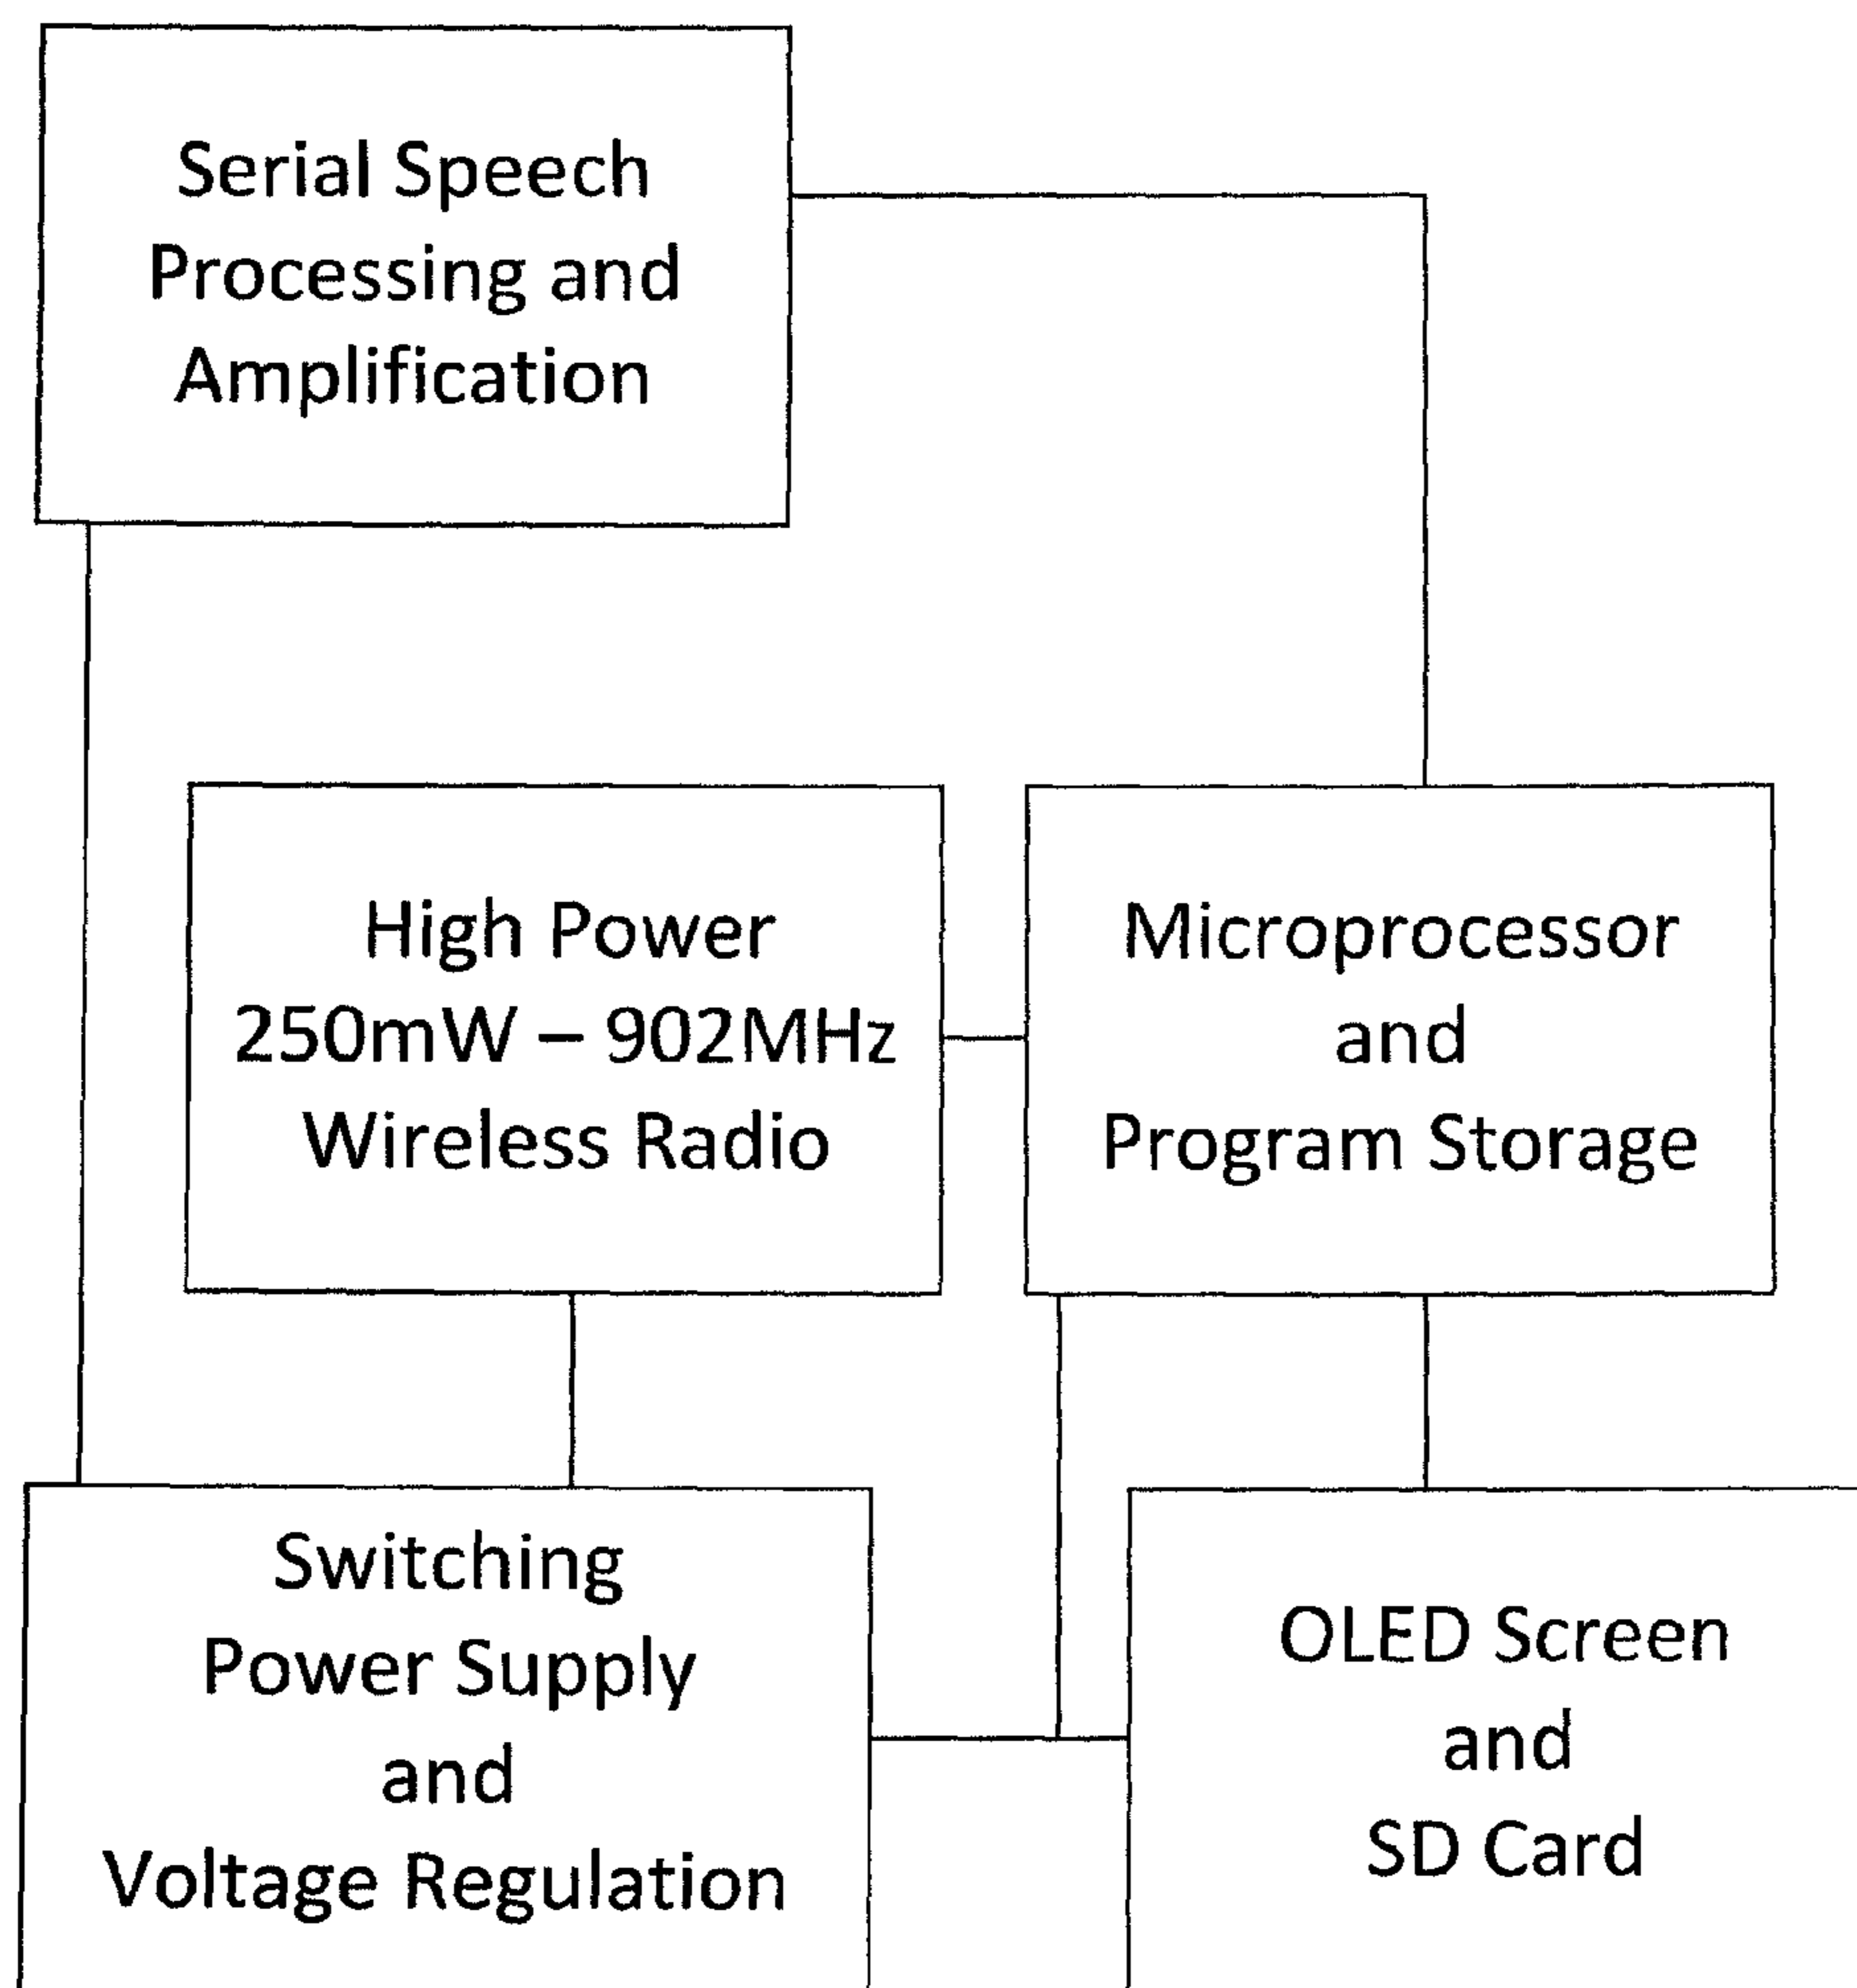 Serial Speech
Processing and
Amplification
High Power
250mW – 902MHz
Wireless Radio
Microprocessor
and
Program Storage
Switching
Power Supply
and
Voltage Regulation
OLED Screen
and
SD Card